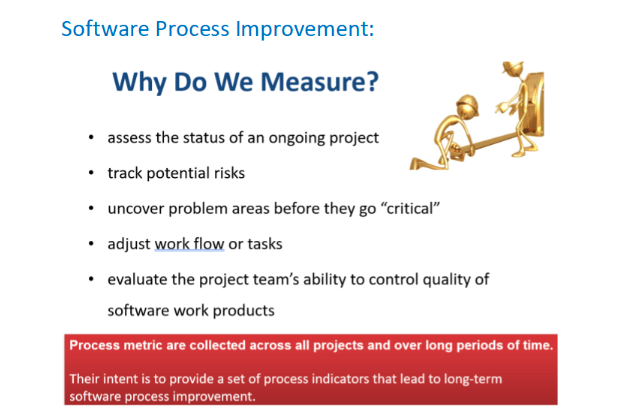 Software Process Improvement:
Why Do We Measure?
• assess the status of an ongoing project
• track potential risks
• uncover problem areas before they go “critical”
• adjust work flow or tasks
• evaluate the project team’s ability to control quality of
software work products
Process metric are collected across all projects and over long periods of time.
Their intent is to provide a set of process indicators that lead to long-term
software process improvement.